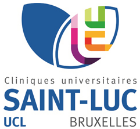 Cliniques universitaires
SAINT-LUC
UCL BRUXELLES